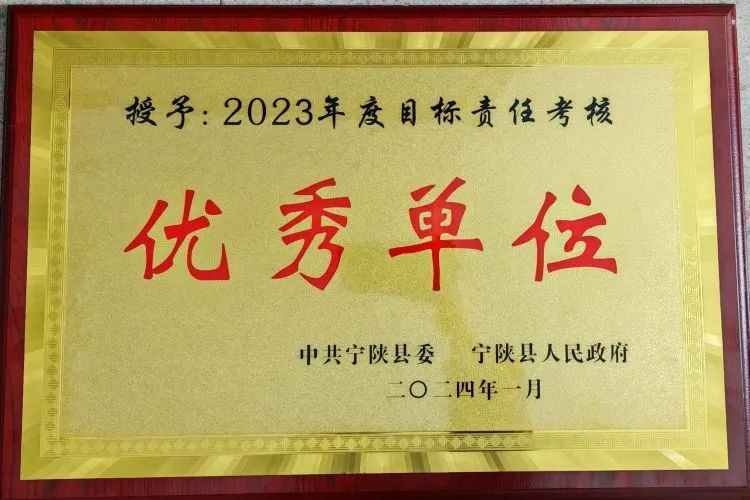 授予：2023年度目标责任考核
优秀单位
中共宁陕县委 宁陕县人民政府
二〇二四年一月